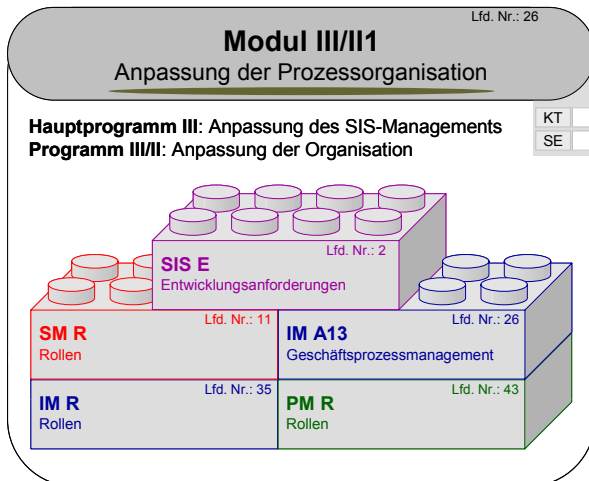 Lfd. Nr.: 26
Modul III/II1
Anpassung der Prozessorganisation
Hauptprogramm III: Anpassung des SIS-Managements
Programm III/II: Anpassung der Organisation
KT
SE
Lfd. Nr.: 2
SIS E
Entwicklungsanforderungen
Lfd. Nr.: 11
SM R
Rollen
Lfd. Nr.: 26
IM A13
Geschäftsprozessmanagement
Lfd. Nr.: 35
IM R
Rollen
Lfd. Nr.: 43
PM R
Rollen